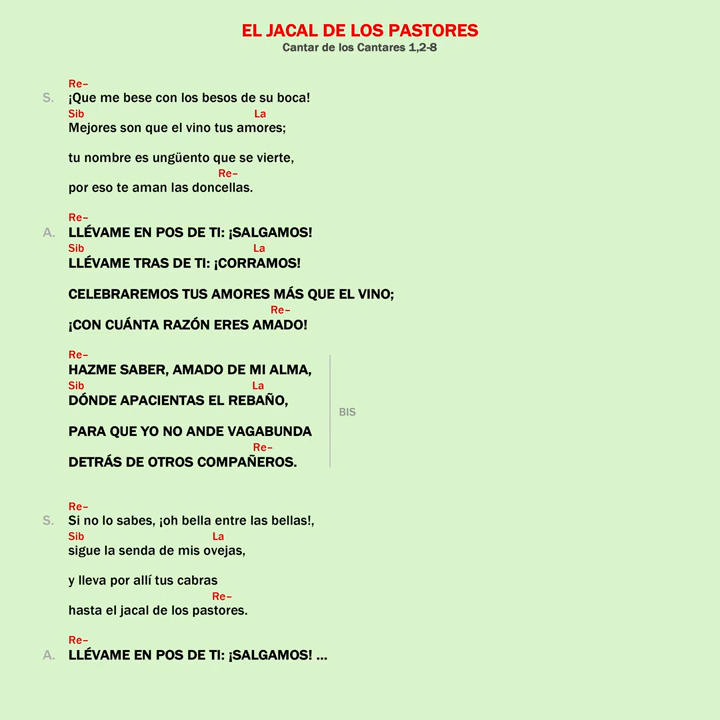 EL JACAL DE LOS PASTORES
Cantar de los Cantares 1,2-8
Re–
S. ¡Que me bese con los besos de su boca!
Sib La
Mejores son que el vino tus amores;
tu nombre es ungüento que se vierte,
Re–
por eso te aman las doncellas.
Re–
A. LLÉVAME EN POS DE TI: ¡SALGAMOS!
Sib La
LLÉVAME TRAS DE TI: ¡CORRAMOS!
CELEBRAREMOS TUS AMORES MÁS QUE EL VINO;
Re–
¡CON CUÁNTA RAZÓN ERES AMADO!
Re–
HAZME SABER, AMADO DE MI ALMA,
Sib La
DÓNDE APACIENTAS EL REBAÑO,
BIS
PARA QUE YO NO ANDE VAGABUNDA
Re–
DETRÁS DE OTROS COMPAÑEROS.
Re–
S. Si no lo sabes, ¡oh bella entre las bellas!,
Sib La
sigue la senda de mis ovejas,
y lleva por allí tus cabras
Re–
hasta el jacal de los pastores.
Re–
A. LLÉVAME EN POS DE TI: ¡SALGAMOS! ...